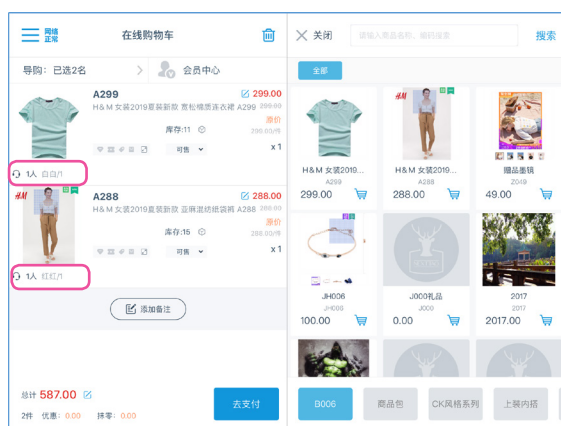 网络
正常
在线购物车
导购：已选2名
会员中心
A299
299.00
H&M 女装2019夏装新款 宽松棉质连衣裙 A299
289.00
原价
库存:11
299.00/件
可售
x 1
1人 白白/1
H&M
A288
288.00
H&M 女装2019夏装新款 亚麻混纺纸袋裤 A288
288.00
原价
库存:15
288.00/件
可售
x 1
1人 红红/1
添加备注
总计 587.00
2件 优惠：0.00 抹零：0.00
去支付
关闭
请输入商品名称、编码搜索
搜索
全部
H&M 女装2019...
A299
299.00
H&M
H&M 女装2019...
A288
288.00
赠品墨镜
Z049
49.00
JH006
JH006
100.00
J000礼品
J000
0.00
2017
2017
2017.00
B006
商品包
CK风格系列
上装内搭